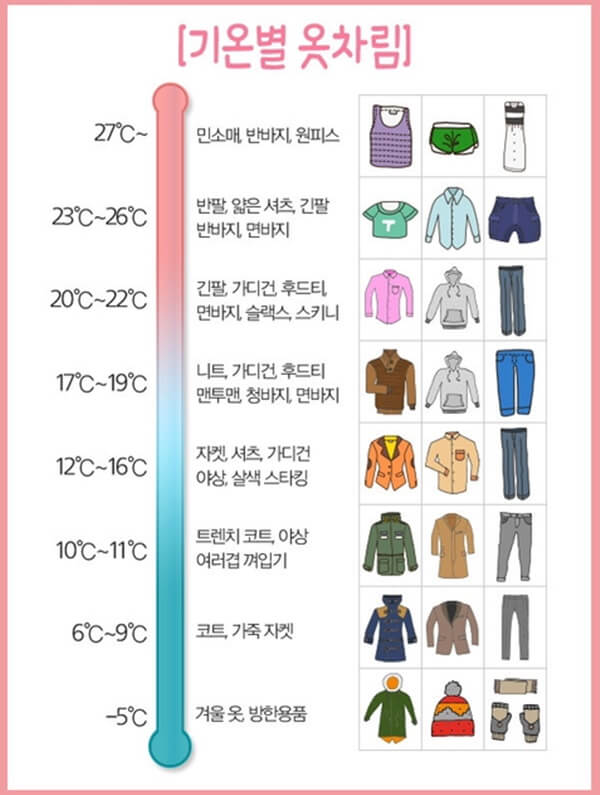 [기온별 옷차림]
27℃~
민소매, 반바지, 원피스
23℃~26℃
반팔, 얇은 셔츠, 긴팔
반바지, 면바지
20℃~22℃
긴팔, 가디건, 후드티,
면바지, 슬랙스, 스키니
17℃~19℃
니트, 가디건, 후드티
맨투맨, 청바지, 면바지
12℃~16℃
자켓, 셔츠, 가디건
야상, 살색 스타킹
10℃~11℃
트렌치 코트, 야상
여러겹 껴입기
6℃~9℃
코트, 가죽 자켓
-5℃
겨울 옷, 방한용품
T